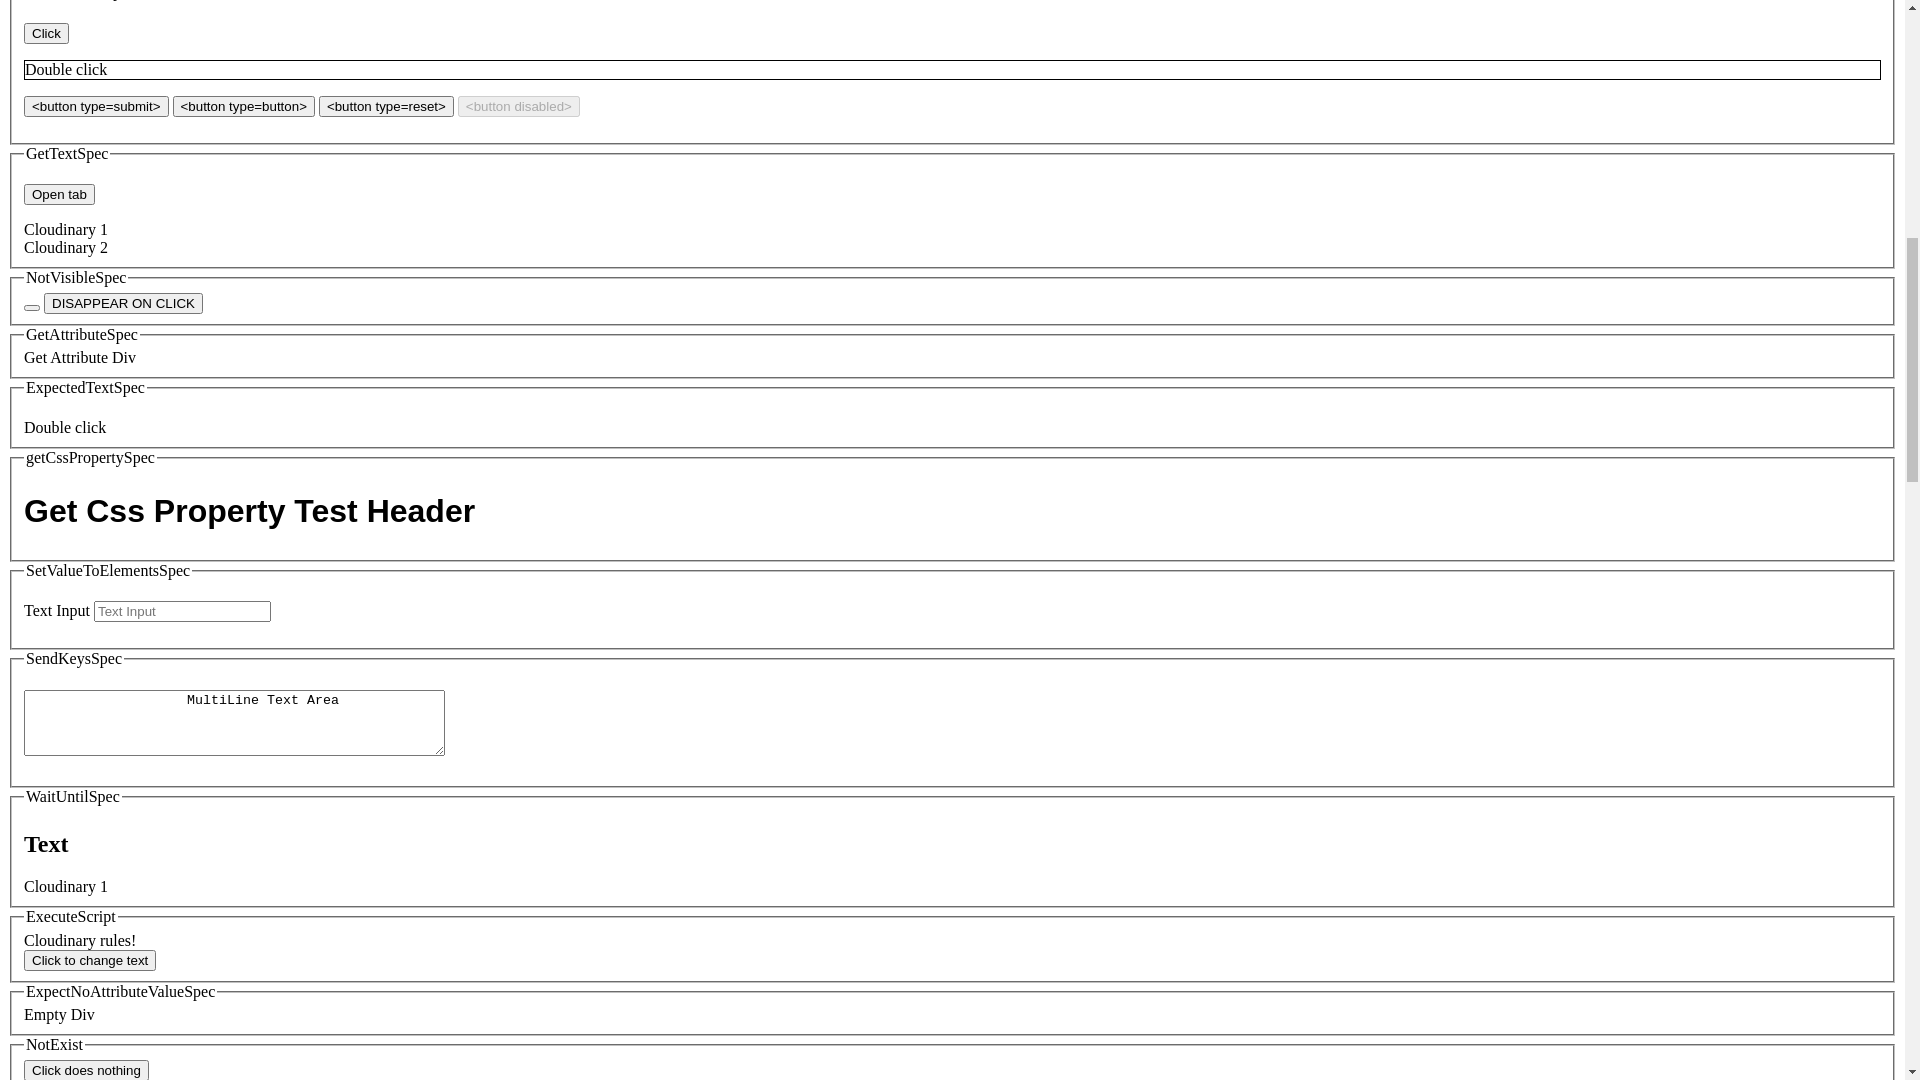 Click
Double click
<button type=submit> <button type=button> <button type=reset> <button disabled>
GetTextSpec
Open tab
Cloudinary 1
Cloudinary 2
NotVisibleSpec
DISAPPEAR ON CLICK
GetAttributeSpec
Get Attribute Div
ExpectedTextSpec
Double click
getCssPropertySpec
Get Css Property Test Header
SetValueToElementsSpec
Text Input Text Input
SendKeysSpec
MultiLine Text Area
WaitUntilSpec
Text
Cloudinary 1
ExecuteScript
Cloudinary rules!
Click to change text
ExpectNoAttributeValueSpec
Empty Div
NotExist
Click does nothing